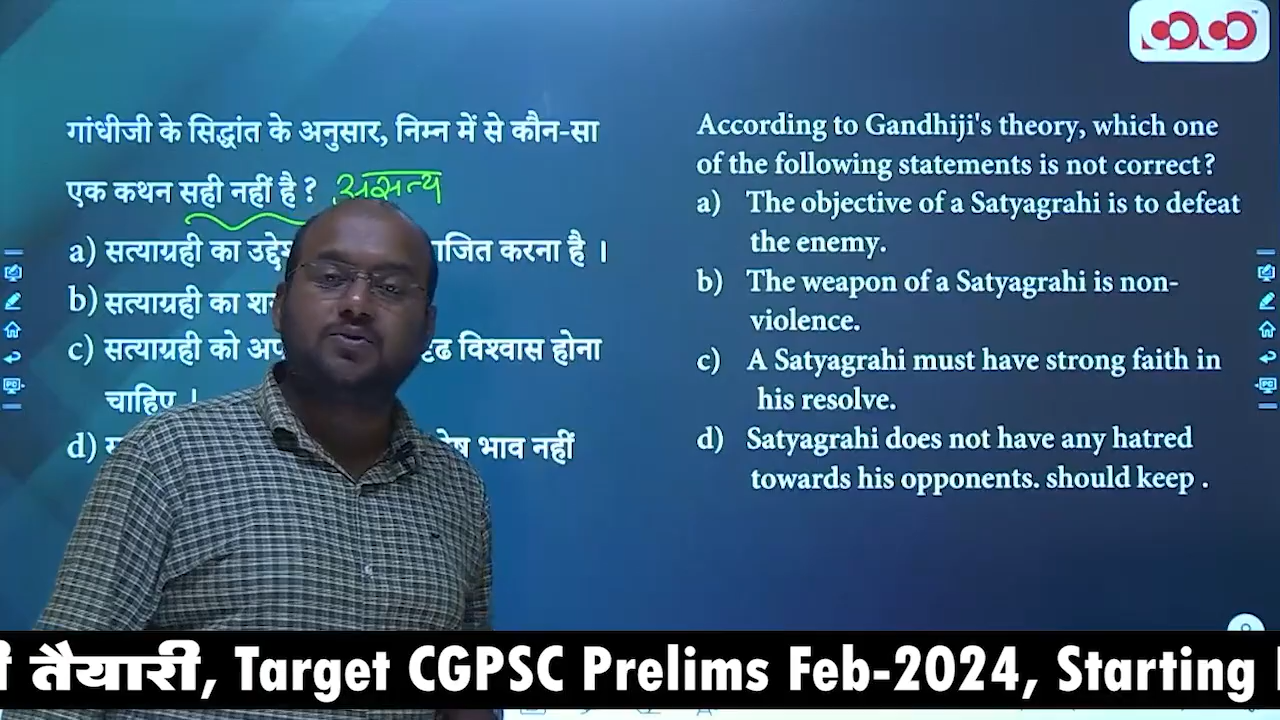 गांधीजी के सिद्धांत के अनुसार, निम्न में से कौन-सा
एक कथन सही नहीं है ? असत्य
a) सत्याग्रही का उद्दे ाजित करना है ।
b) सत्याग्रही का
c) सत्याग्रही को विश्वास होना
चाहिए ।
d) भाव नहीं
According to Gandhiji's theory, which one
of the following statements is not correct?
a) The objective of a Satyagrahi is to defeat
the enemy.
b) The weapon of a Satyagrahi is non-
violence.
c) A Satyagrahi must have strong faith in
his resolve.
d) Satyagrahi does not have any hatred
towards his opponents. should keep .
तैयारी, Target CGPSC Prelims Feb-2024, Starting